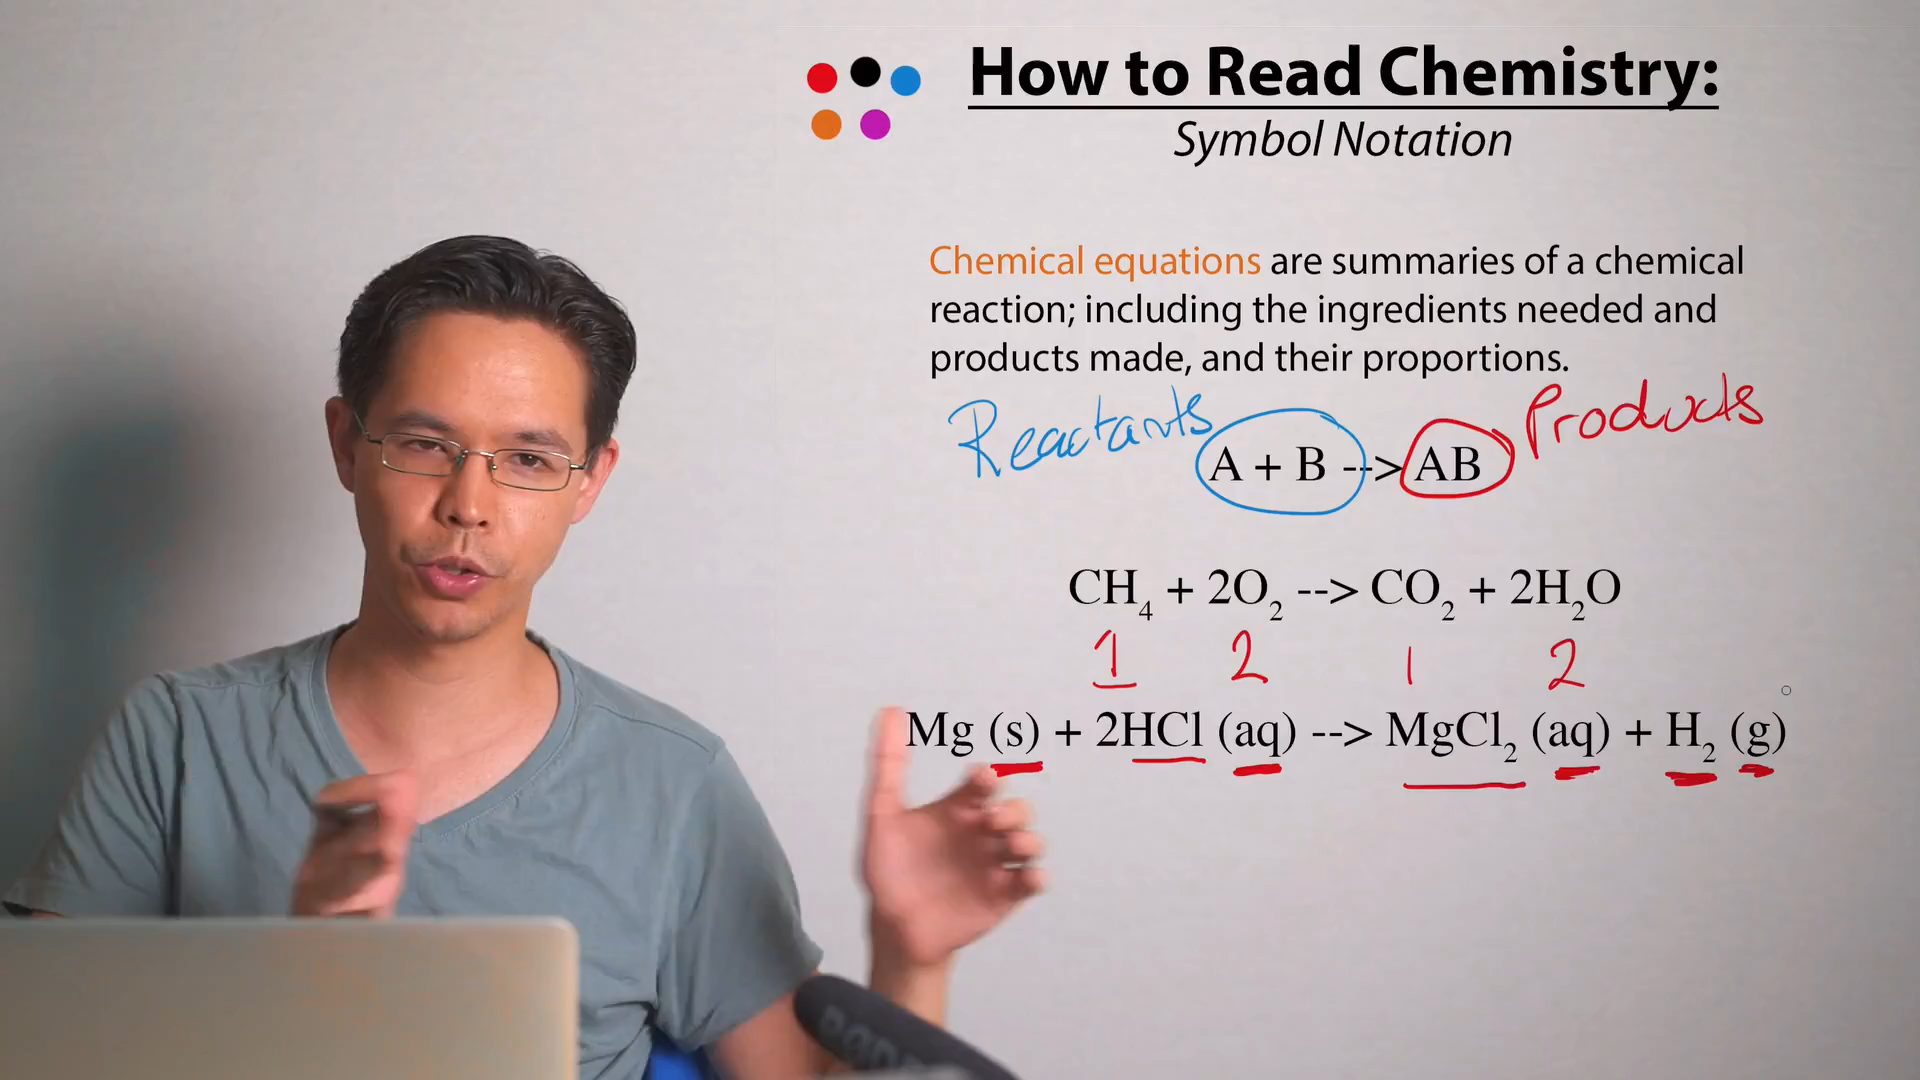 How to Read Chemistry:
Symbol Notation
Chemical equations are summaries of a chemical
reaction; including the ingredients needed and
products made, and their proportions.
Reactants A + B --> AB Products
CH₄ + 2O₂ --> CO₂ + 2H₂O
1 2 1 2
Mg (s) + 2HCl (aq) --> MgCl₂ (aq) + H₂ (g)